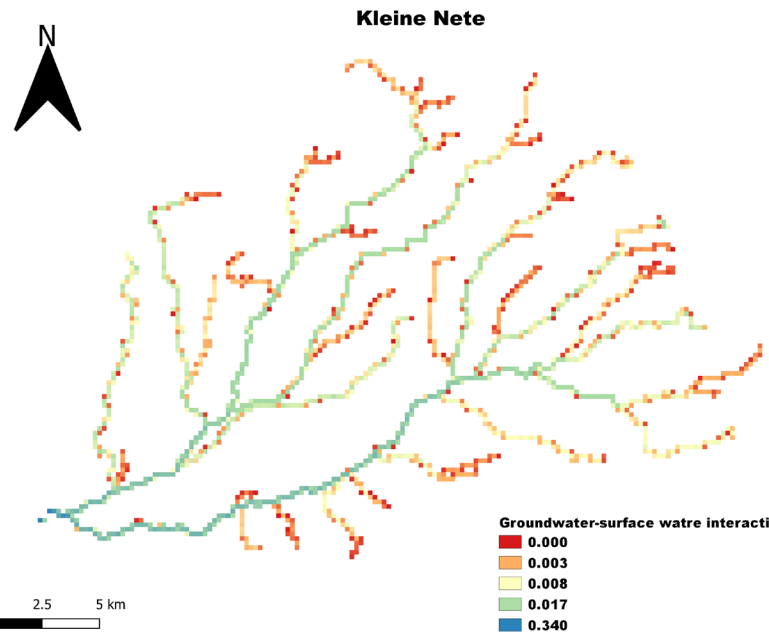 Kleine Nete
N
Groundwater-surface watre interacti
0.000
0.003
0.008
0.017
0.340
2.5 5 km